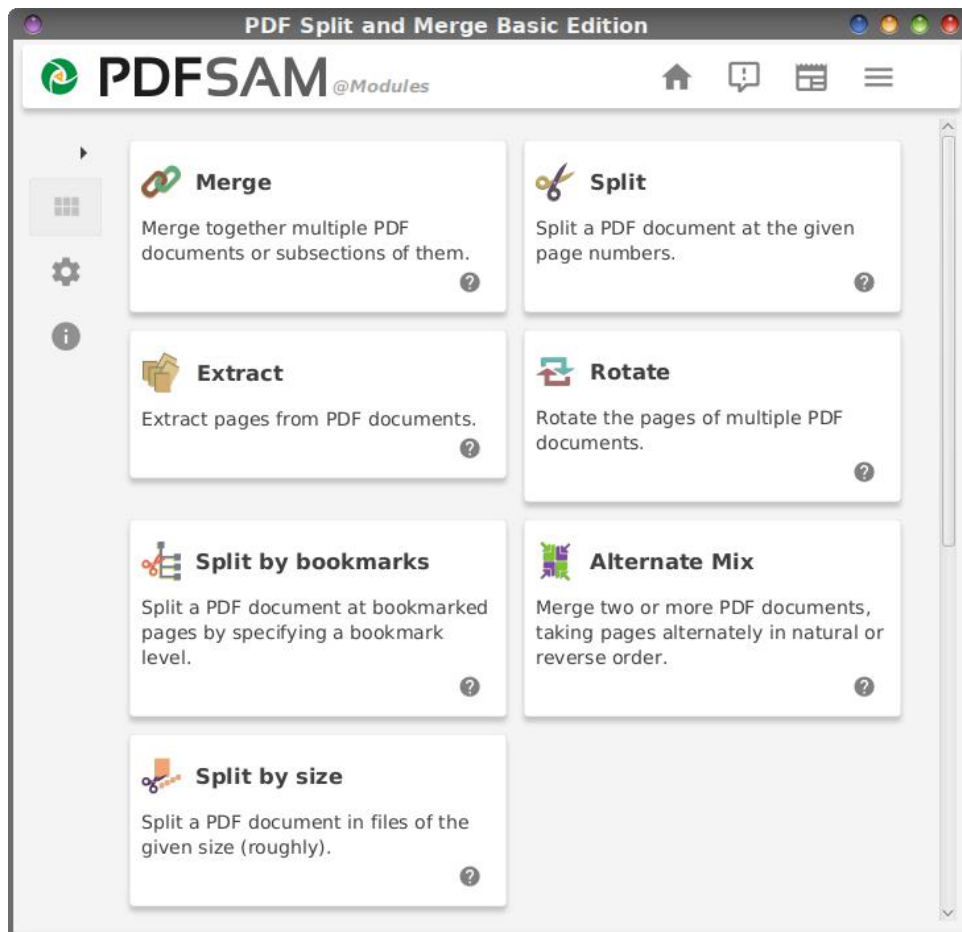 PDF Split and Merge Basic Edition
PDFSAM @Modules
Merge
Merge together multiple PDF
documents or subsections of them.
Split
Split a PDF document at the given
page numbers.
Extract
Extract pages from PDF documents.
Rotate
Rotate the pages of multiple PDF
documents.
Split by bookmarks
Split a PDF document at bookmarked
pages by specifying a bookmark
level.
Alternate Mix
Merge two or more PDF documents,
taking pages alternately in natural or
reverse order.
Split by size
Split a PDF document in files of the
given size (roughly).